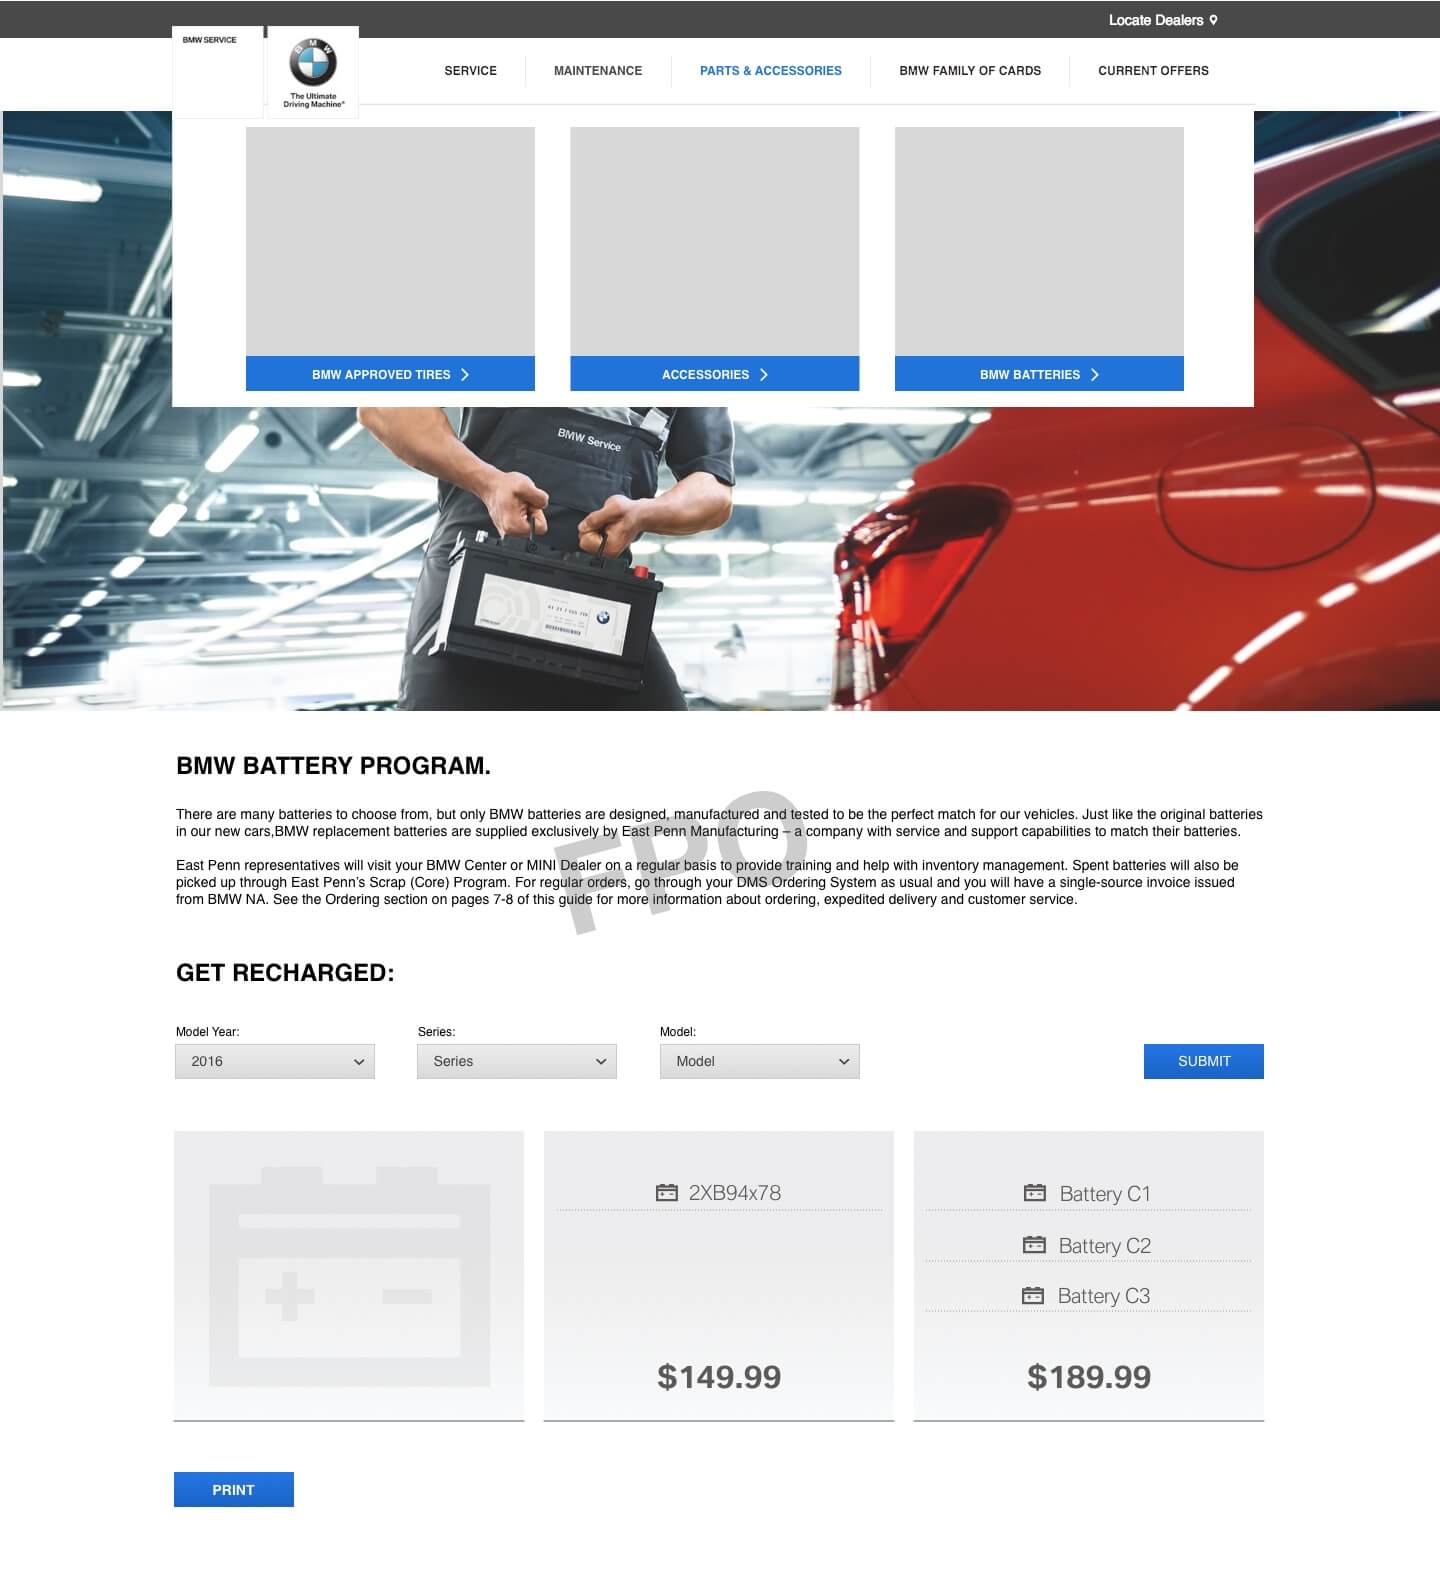 Locate Dealers
BMW SERVICE
BMW
The Ultimate
Driving Machine®
SERVICE
MAINTENANCE
PARTS & ACCESSORIES
BMW FAMILY OF CARDS
CURRENT OFFERS
BMW APPROVED TIRES
ACCESSORIES
BMW BATTERIES
BMW Service
BMW BATTERY PROGRAM.
There are many batteries to choose from, but only BMW batteries are designed, manufactured and tested to be the perfect match for our vehicles. Just like the original batteries
in our new cars,BMW replacement batteries are supplied exclusively by East Penn Manufacturing – a company with service and support capabilities to match their batteries.
East Penn representatives will visit your BMW Center or MINI Dealer on a regular basis to provide training and help with inventory management. Spent batteries will also be
picked up through East Penn’s Scrap (Core) Program. For regular orders, go through your DMS Ordering System as usual and you will have a single-source invoice issued
from BMW NA. See the Ordering section on pages 7-8 of this guide for more information about ordering, expedited delivery and customer service.
FPO
GET RECHARGED:
Model Year:
Series:
Model:
2016
Series
Model
SUBMIT
2XB94x78
$149.99
Battery C1
Battery C2
Battery C3
$189.99
PRINT